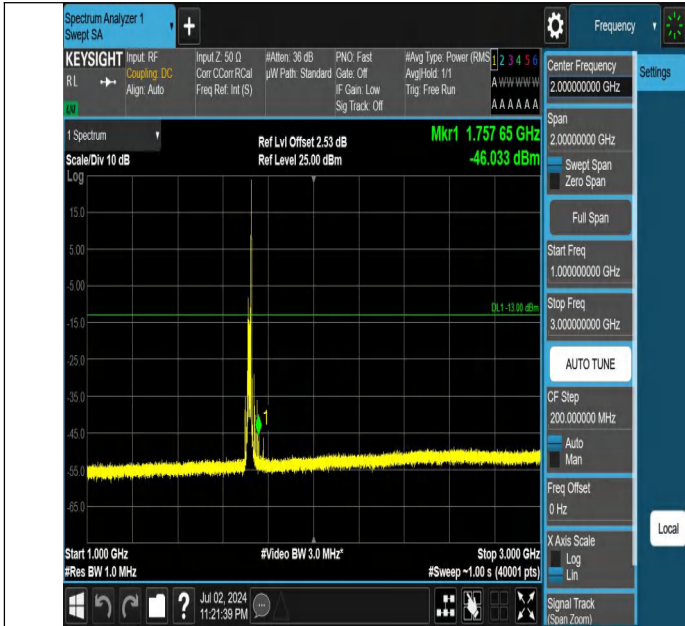 Spectrum Analyzer 1
Swept SA
+
Frequency
KEYSIGHT
RL
Input: RF
Coupling: DC
Align: Auto
Input Z: 50 Ω
Corr CCorr RCal
Freq Ref: Int (S)
#Atten: 36 dB
µW Path: Standard
PNO: Fast
Gate: Off
IF Gain: Low
Sig Track: Off
#Avg Type: Power (RMS
Avg|Hold: 1/1
Trig: Free Run
1 2 3 4 5 6
A W W W W W
A A A A A A
1 Spectrum
Scale/Div 10 dB
Log
Ref Lvl Offset 2.53 dB
Ref Level 25.00 dBm
Mkr1 1.757 65 GHz
-46.033 dBm
15.0
5.00
-5.00
-15.0
-25.0
-35.0
-45.0
-55.0
-65.0
DL1 -13.00 dBm
1
Start 1.000 GHz
#Res BW 1.0 MHz
#Video BW 3.0 MHz*
Stop 3.000 GHz
#Sweep ~1.00 s (40001 pts)
Center Frequency
2.000000000 GHz
Settings
Span
2.00000000 GHz
Swept Span
Zero Span
Full Span
Start Freq
1.000000000 GHz
Stop Freq
3.000000000 GHz
AUTO TUNE
CF Step
200.000000 MHz
Auto
Man
Freq Offset
0 Hz
X Axis Scale
Log
Lin
Local
Signal Track
(Span Zoom)
?
Jul 02, 2024
11:21:39 PM